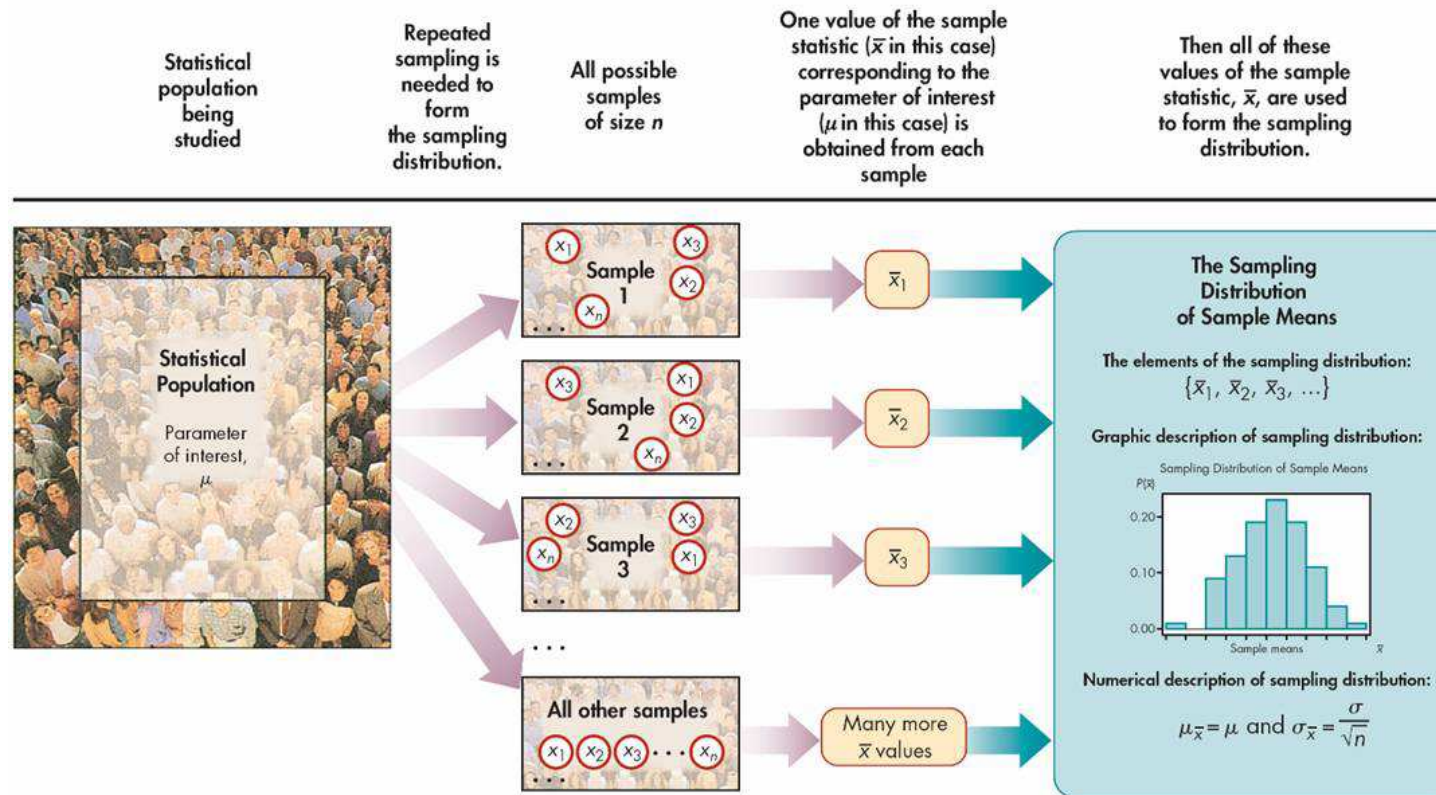 Statistical
population
being
studied
Repeated
sampling is
needed to
form
the sampling
distribution.
All possible
samples
of size n
One value of the sample
statistic (x̄ in this case)
corresponding to the
parameter of interest
(μ in this case) is
obtained from each
sample
Then all of these
values of the sample
statistic, x̄, are used
to form the sampling
distribution.
Statistical
Population
Parameter
of interest,
μ
x₁
x₃
Sample
1
x₂
xₙ
...
x̄₁
x₃
x₁
Sample
2
x₂
xₙ
...
x̄₂
x₂
x₃
Sample
3
xₙ
x₁
...
x̄₃
...
All other samples
x₁ x₂ x₃ ... xₙ
...
Many more
x̄ values
The Sampling
Distribution
of Sample Means
The elements of the sampling distribution:
{x̄₁, x̄₂, x̄₃, ...}
Graphic description of sampling distribution:
Sampling Distribution of Sample Means
P(x̄)
0.20
0.10
0.00
Sample means
x̄
Numerical description of sampling distribution:
μx̄ = μ and σx̄ = σ/√n